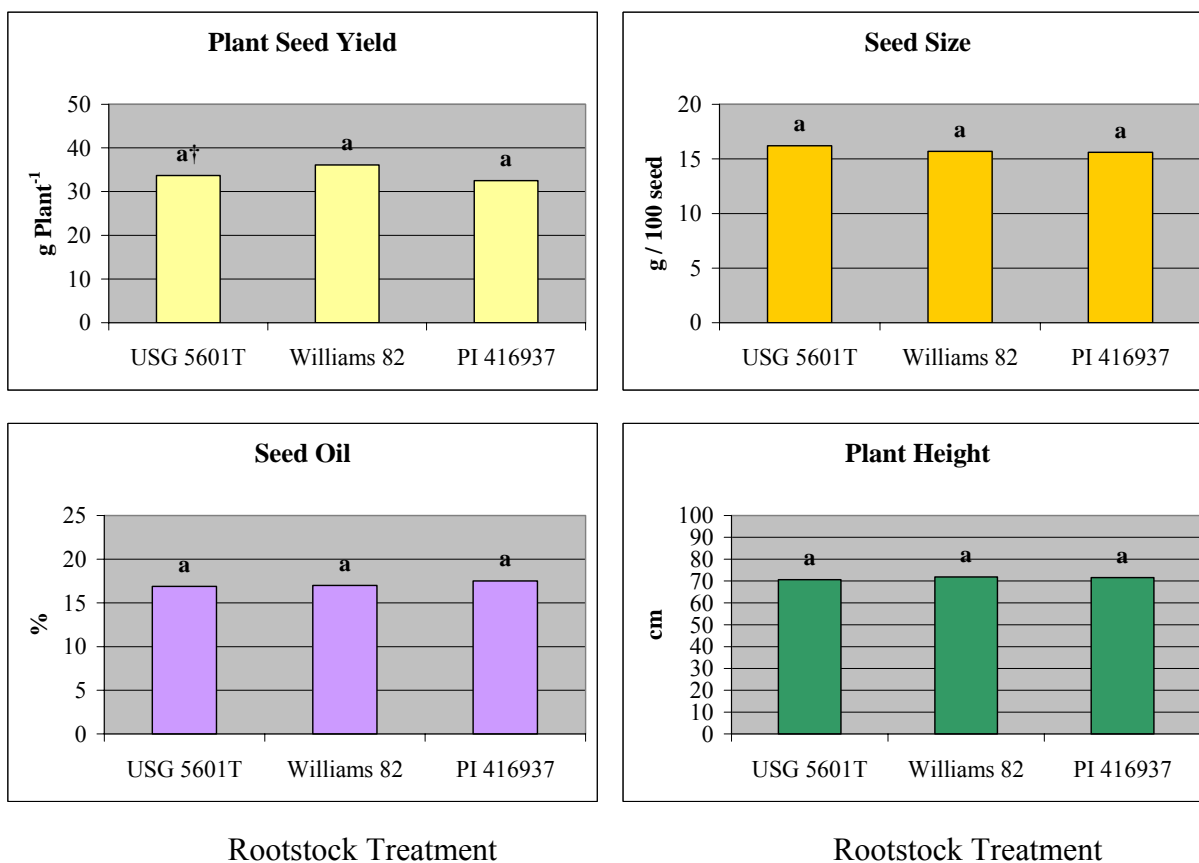 Plant Seed Yield
50
40
30
20
10
0
g Plant⁻¹
a†
a
a
USG 5601T Williams 82 PI 416937
Seed Size
20
15
10
5
0
g / 100 seed
a
a
a
USG 5601T Williams 82 PI 416937
Seed Oil
25
20
15
10
5
0
%
a
a
a
USG 5601T Williams 82 PI 416937
Plant Height
100
90
80
70
60
50
40
30
20
10
0
cm
a
a
a
USG 5601T Williams 82 PI 416937
Rootstock Treatment
Rootstock Treatment